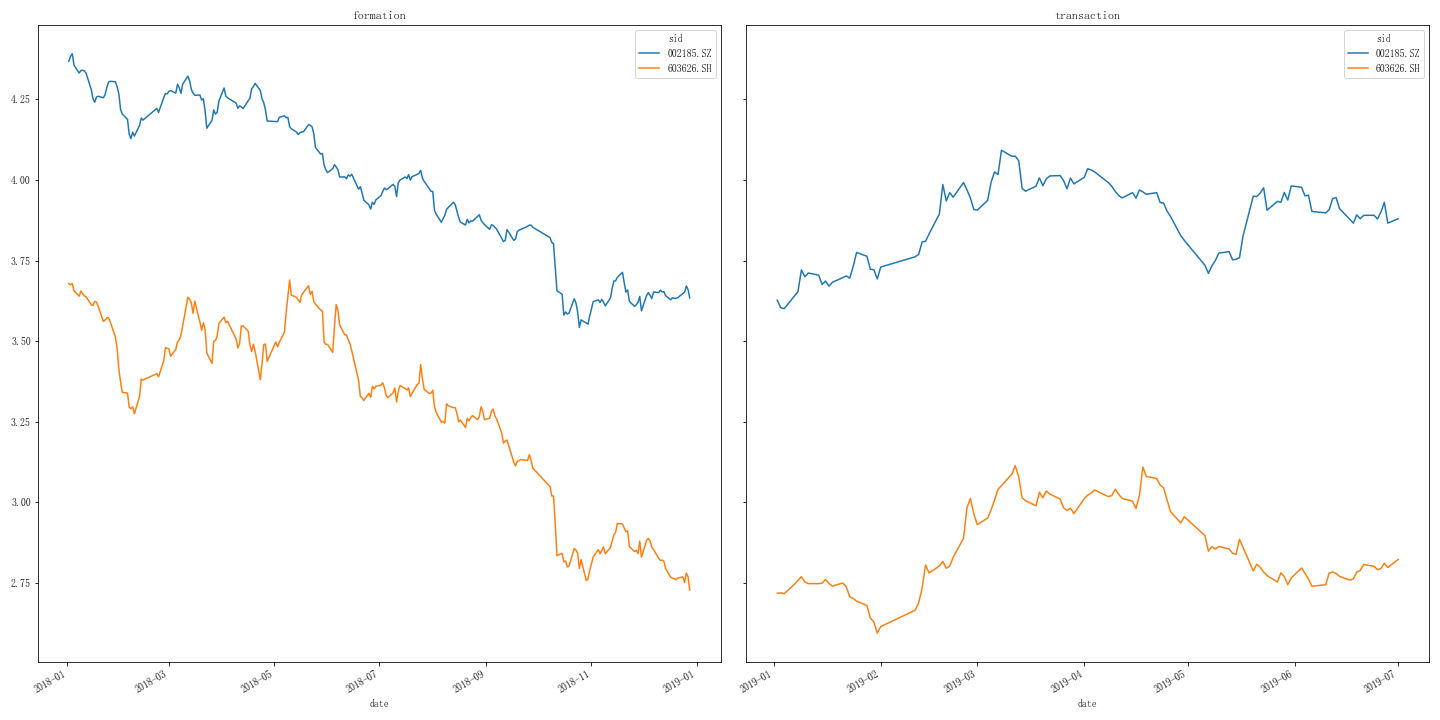 formation
transaction
sid
002185.SZ
603626.SH
sid
002185.SZ
603626.SH
4.25
4.00
3.75
3.50
3.25
3.00
2.75
2018-01
2018-03
2018-05
2018-07
2018-09
2018-11
2019-01
2019-01
2019-02
2019-03
2019-04
2019-05
2019-06
2019-07
date
date